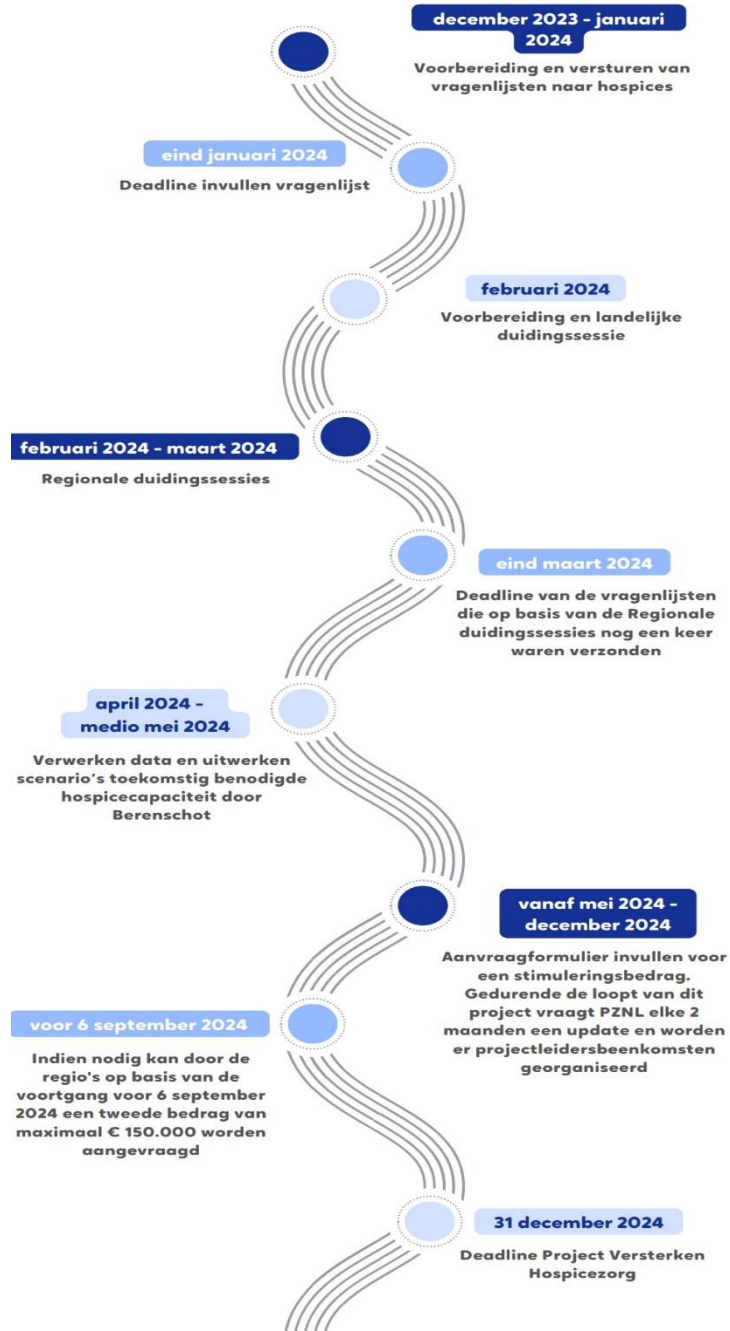 december 2023 - januari
2024
Voorbereiding en versturen van
vragenlijsten naar hospices
eind januari 2024
Deadline invullen vragenlijst
februari 2024
Voorbereiding en landelijke
duidingssessie
februari 2024 - maart 2024
Regionale duidingssessies
eind maart 2024
Deadline van de vragenlijsten
die op basis van de Regionale
duidingssessies nog een keer
waren verzonden
april 2024 -
medio mei 2024
Verwerken data en uitwerken
scenario's toekomstig benodigde
hospicecapaciteit door
Berenschot
vanaf mei 2024 -
december 2024
Aanvraagformulier invullen voor
een stimuleringsbedrag.
Gedurende de loopt van dit
project vraagt PZNL elke 2
maanden een update en worden
er projectleidersbeenkomsten
georganiseerd
voor 6 september 2024
Indien nodig kan door de
regio's op basis van de
voortgang voor 6 september
2024 een tweede bedrag van
maximaal € 150.000 worden
aangevraagd
31 december 2024
Deadline Project Versterken
Hospicezorg